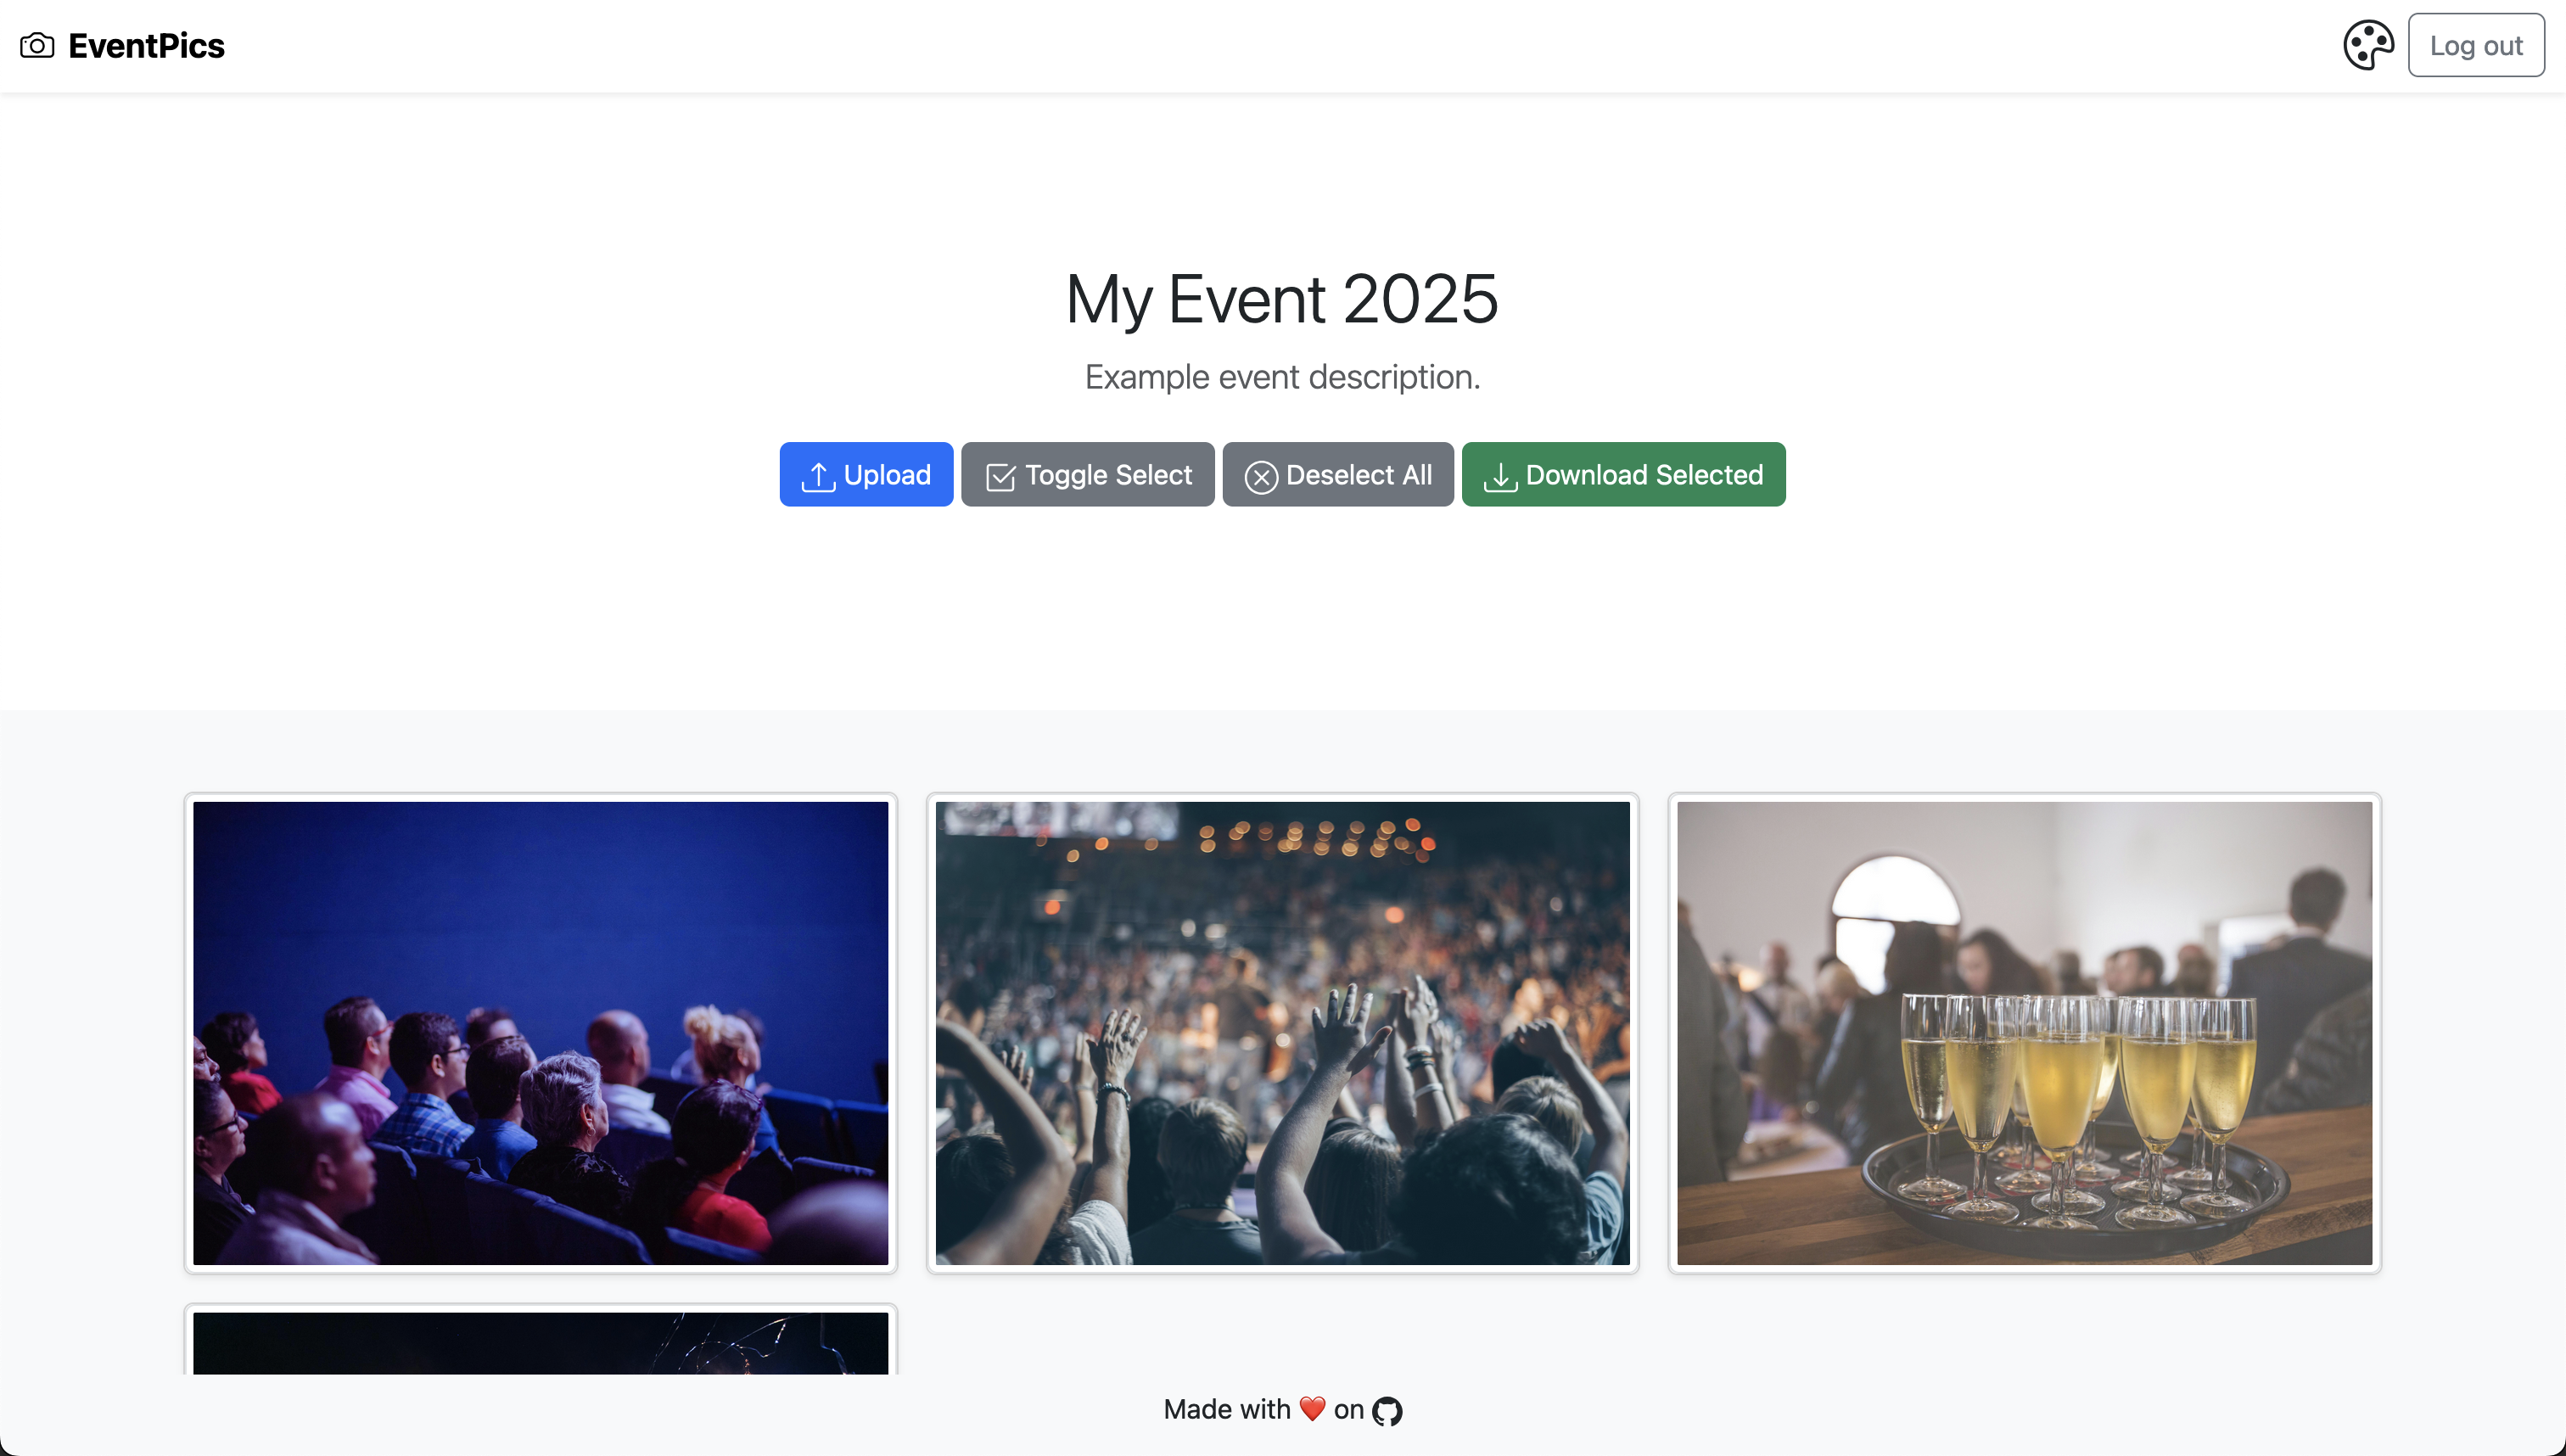 EventPics
Log out
My Event 2025
Example event description.
Upload
Toggle Select
Deselect All
Download Selected
Made with ❤️ on